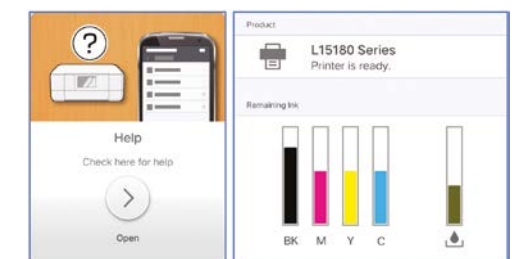 ?
Help
Check here for help
Open
Product
L15180 Series
Printer is ready.
Remaining Ink
BK M Y C